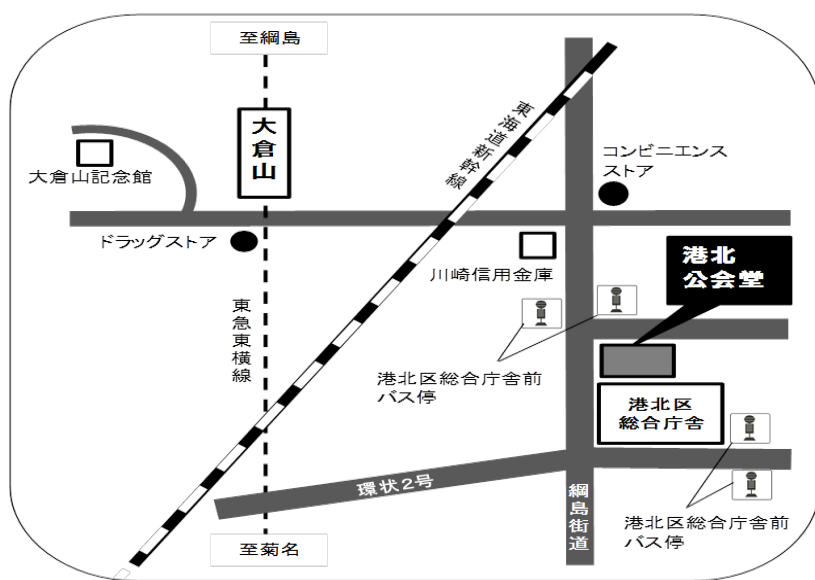 至綱島
大倉山
東海道新幹線
コンビニエンス
ストア
大倉山記念館
ドラッグストア
川崎信用金庫
港北
公会堂
東急東横線
港北区総合庁舎前
バス停
港北区
総合庁舎
環状2号
綱島街道
港北区総合庁舎前
バス停
至菊名